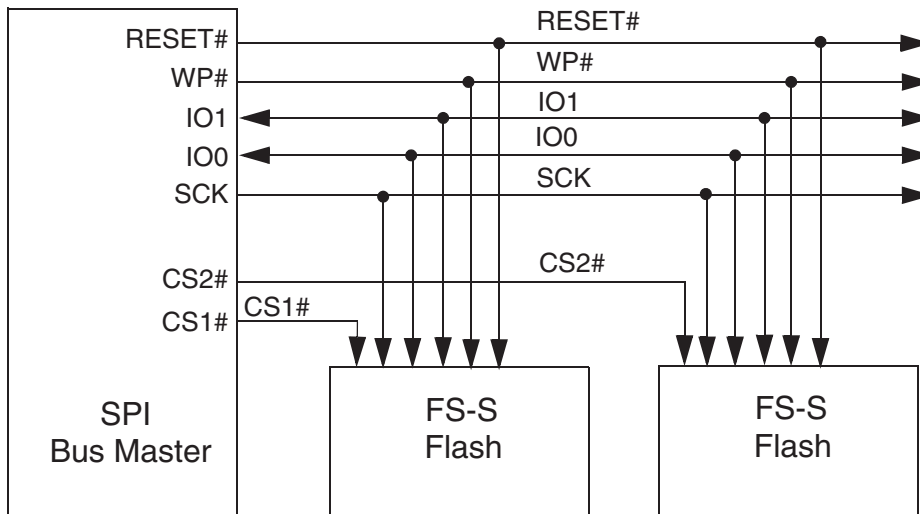 RESET#
RESET#
WP#
WP#
IO1
IO1
IO0
IO0
SCK
SCK
CS2#
CS2#
CS1#
CS1#
SPI
Bus Master
FS-S
Flash
FS-S
Flash